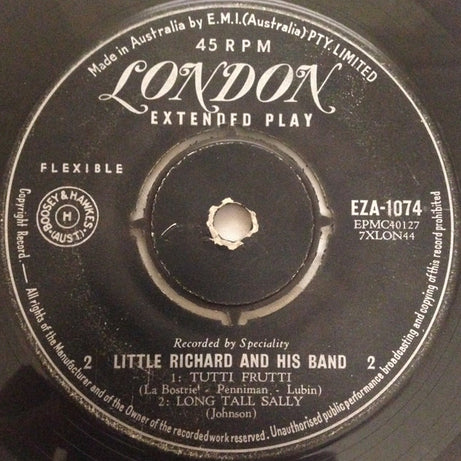 Made in Australia by E.M.I.(Australia) PTY. LIMITED
45 RPM
LONDON
EXTENDED PLAY
FLEXIBLE
BOOSEY & HAWKES
H
(AUST.)
EZA-1074
EPMC40127
7XLON44
Recorded by Speciality
2 LITTLE RICHARD AND HIS BAND 2
1: TUTTI FRUTTI
(La Bostrie - Penniman - Lubin)
2: LONG TALL SALLY
(Johnson)
Copyright Record — All rights of the Manufacturer and of the Owner of the recorded work reserved. Unauthorised public performance broadcasting and copying of this record prohibited